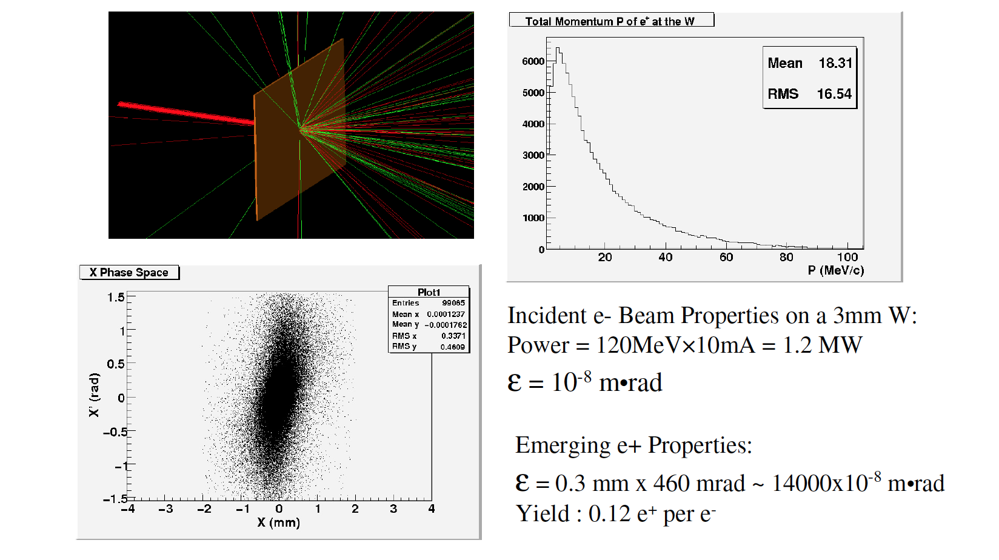 Total Momentum P of e⁺ at the W
Mean 18.31
RMS 16.54
6000
5000
4000
3000
2000
1000
0
20 40 60 80 100
P (MeV/c)
X Phase Space
Plot1
Entries 99065
Mean x 0.0001237
Mean y -0.0001762
RMS x 0.3371
RMS y 0.4609
1.5
1
0.5
0
-0.5
-1
-1.5
X' (rad)
-4 -3 -2 -1 0 1 2 3 4
X (mm)
Incident e- Beam Properties on a 3mm W:
Power = 120MeV×10mA = 1.2 MW
ε = 10⁻⁸ m•rad
Emerging e+ Properties:
ε = 0.3 mm x 460 mrad ~ 14000x10⁻⁸ m•rad
Yield : 0.12 e⁺ per e⁻